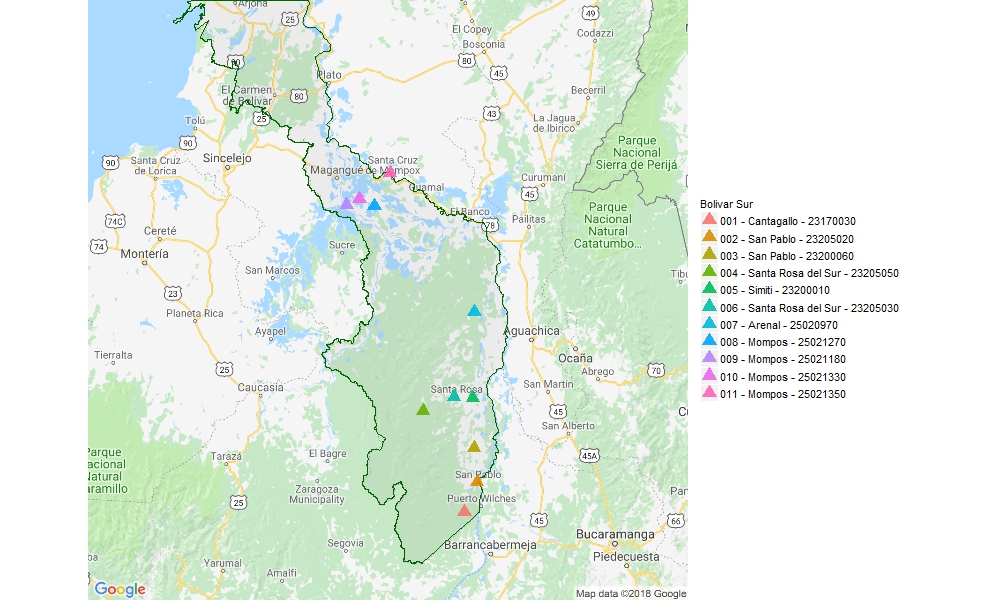 Arjona
25
49
El Copey
Codazzi
Bosconia
90
80
Plato
45
El Carmen
de Bolívar
80
Becerril
43
25
La Jagua
de Ibirico
Tolú
90
Parque
Nacional
Sierra de Perijá
Sincelejo
90
Santa Cruz
de Lorica
Santa Cruz
de Mompox
Magangué
Curumaní
Guamal
45
El Banco
Pailitas
Parque
Nacional
Natural
Catatumbo...
74C
78
Cereté
74
Montería
Sucre
San Marcos
Tibu
23
Planeta Rica
Ayapel
Aguachica
Tierralta
Ocaña
Abrego
25
70
San Martín
Caucasia
Santa Rosa
45
San Alberto
El Bagre
Tarazá
45A
Parque
Nacional
Natural
Paramillo
San Pablo
Zaragoza
Municipality
Puerto Wilches
25
45
66
Bucaramanga
Segovia
Barrancabermeja
Piedecuesta
Yarumal
Amalfi
Google
Map data ©2018 Google
Bolivar Sur
001 - Cantagallo - 23170030
002 - San Pablo - 23205020
003 - San Pablo - 23200060
004 - Santa Rosa del Sur - 23205050
005 - Simiti - 23200010
006 - Santa Rosa del Sur - 23205030
007 - Arenal - 25020970
008 - Mompos - 25021270
009 - Mompos - 25021180
010 - Mompos - 25021330
011 - Mompos - 25021350